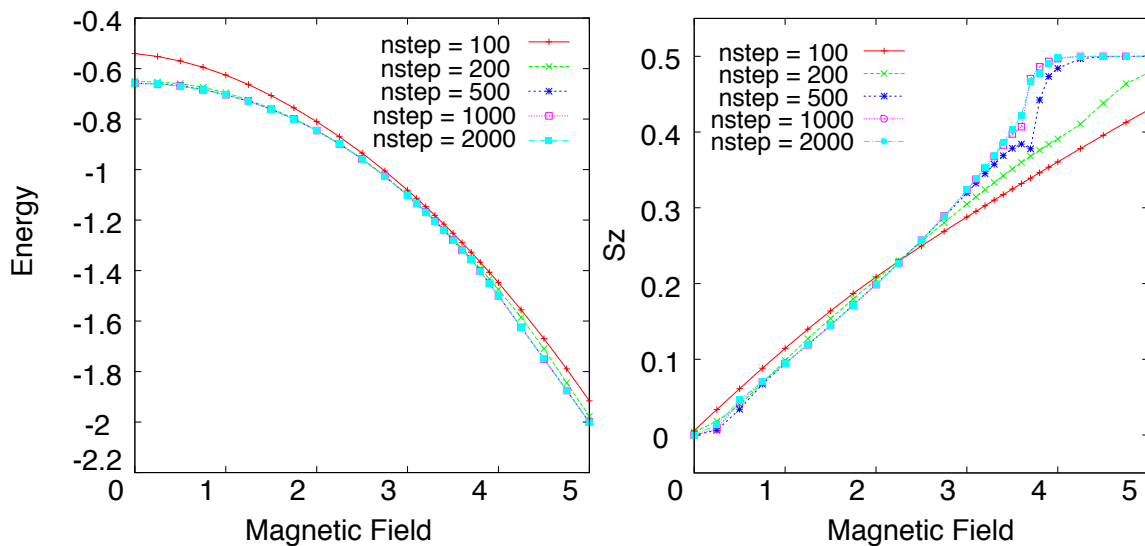 -0.4
-0.6
-0.8
-1
-1.2
-1.4
-1.6
-1.8
-2
-2.2
Energy
nstep = 100
nstep = 200
nstep = 500
nstep = 1000
nstep = 2000
0 1 2 3 4 5
Magnetic Field
0.5
0.4
0.3
0.2
0.1
0
Sz
nstep = 100
nstep = 200
nstep = 500
nstep = 1000
nstep = 2000
0 1 2 3 4 5
Magnetic Field